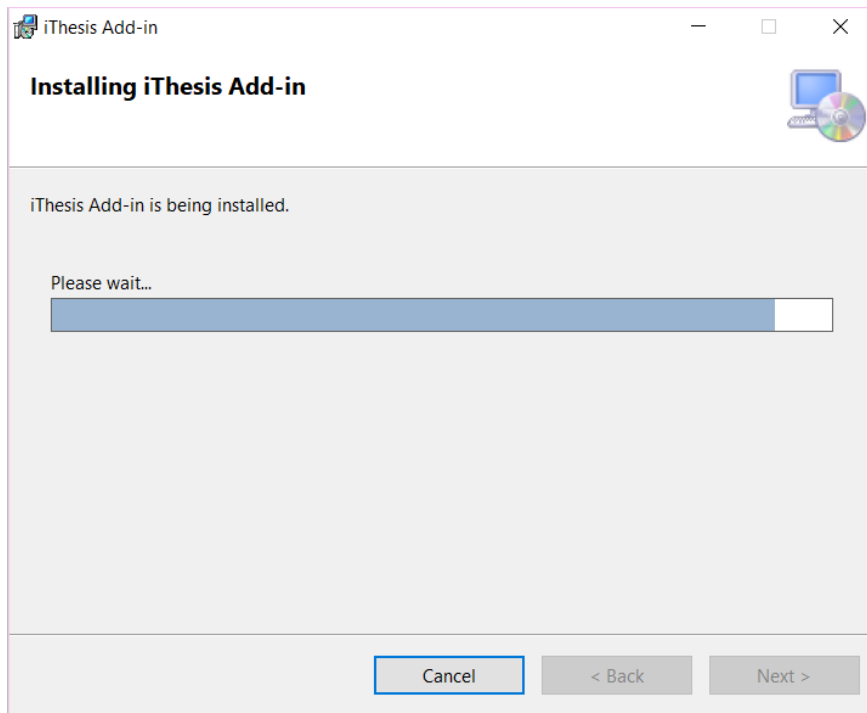 iThesis Add-in
Installing iThesis Add-in
iThesis Add-in is being installed.
Please wait...
Cancel
< Back
Next >